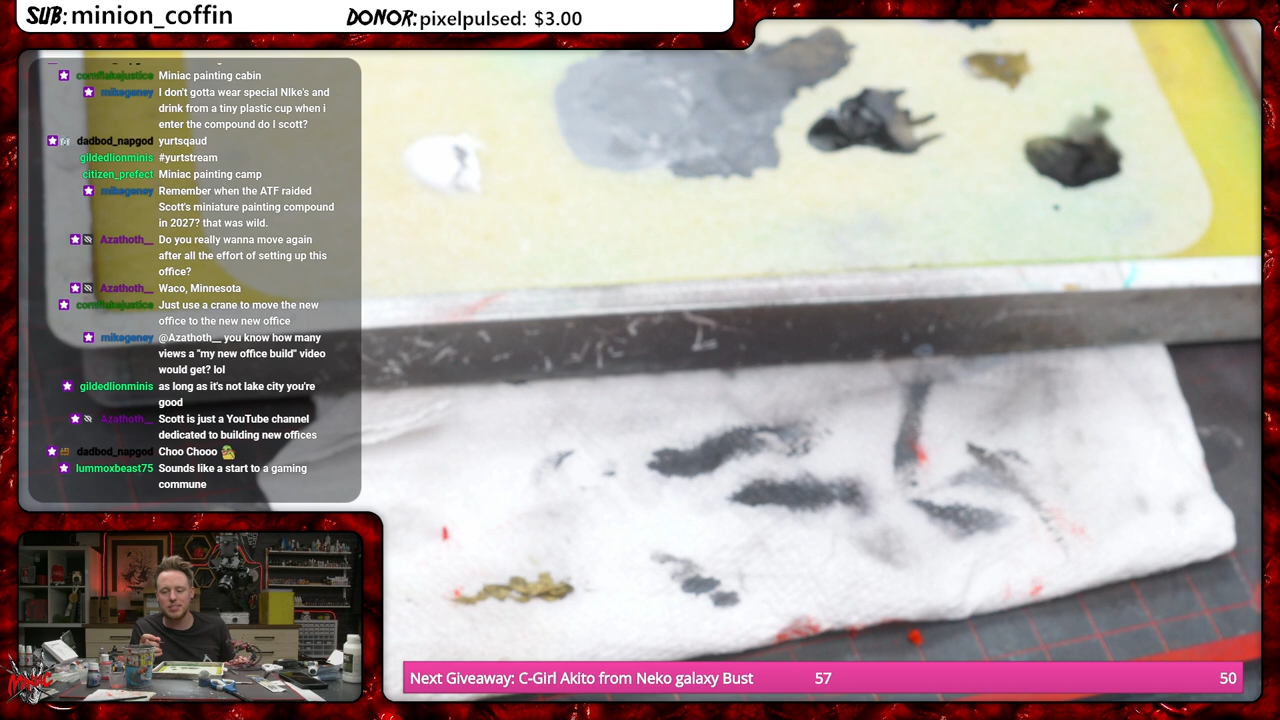 SUB: minion_coffin
DONOR: pixelpulsed: $3.00
cornflakejustice Miniac painting cabin
mikegeney I don't gotta wear special NIke's and
drink from a tiny plastic cup when i
enter the compound do I scott?
dadbod_napgod yurtsqaud
gildedlionminis #yurtstream
citizen_prefect Miniac painting camp
mikegeney Remember when the ATF raided
Scott's miniature painting compound
in 2027? that was wild.
Azathoth__ Do you really wanna move again
after all the effort of setting up this
office?
Azathoth__ Waco, Minnesota
cornflakejustice Just use a crane to move the new
office to the new new office
mikegeney @Azathoth__ you know how many
views a "my new office build" video
would get? lol
gildedlionminis as long as it's not lake city you're
good
Azathoth__ Scott is just a YouTube channel
dedicated to building new offices
dadbod_napgod Choo Chooo
lummoxbeast75 Sounds like a start to a gaming
commune
Next Giveaway: C-Girl Akito from Neko galaxy Bust 57 50